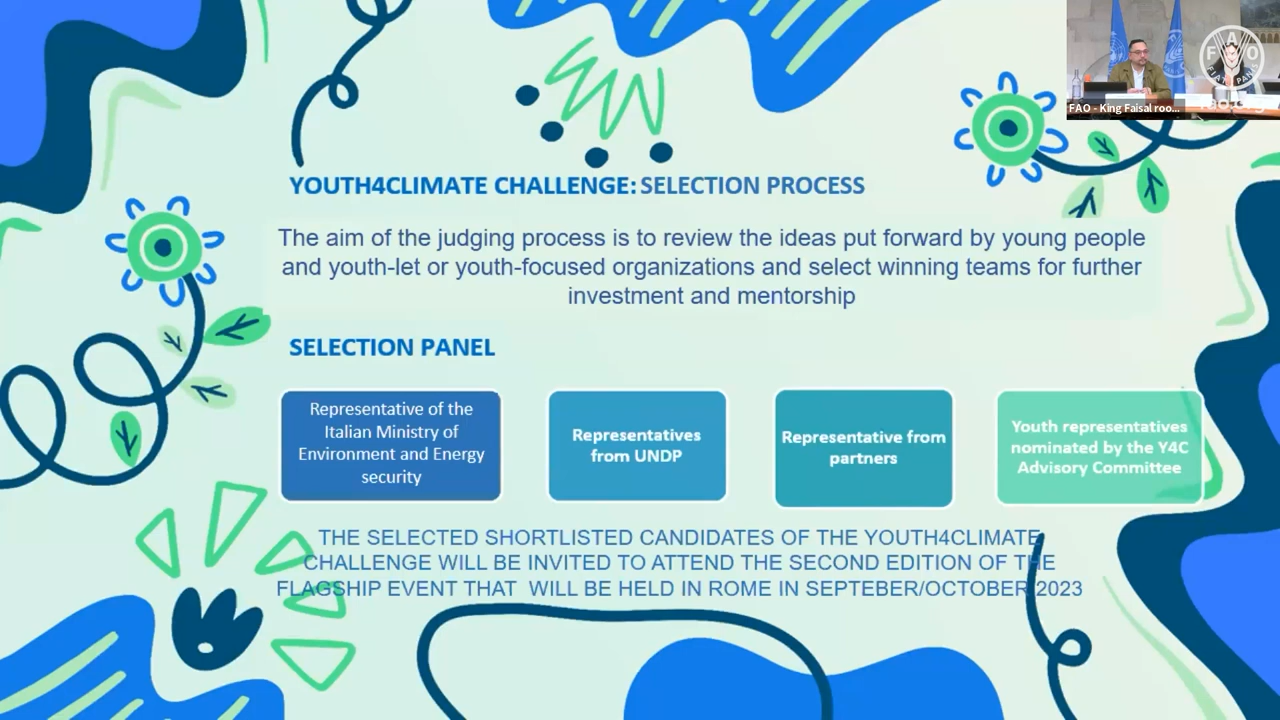 FAO
FIAT PANIS
FAO - King Faisal roo...
YOUTH4CLIMATE CHALLENGE: SELECTION PROCESS
The aim of the judging process is to review the ideas put forward by young people
and youth-let or youth-focused organizations and select winning teams for further
investment and mentorship
SELECTION PANEL
Representative of the
Italian Ministry of
Environment and Energy
security
Representatives
from UNDP
Representative from
partners
Youth representatives
nominated by the Y4C
Advisory Committee
THE SELECTED SHORTLISTED CANDIDATES OF THE YOUTH4CLIMATE
CHALLENGE WILL BE INVITED TO ATTEND THE SECOND EDITION OF THE
FLAGSHIP EVENT THAT WILL BE HELD IN ROME IN SEPTEBER/OCTOBER 2023